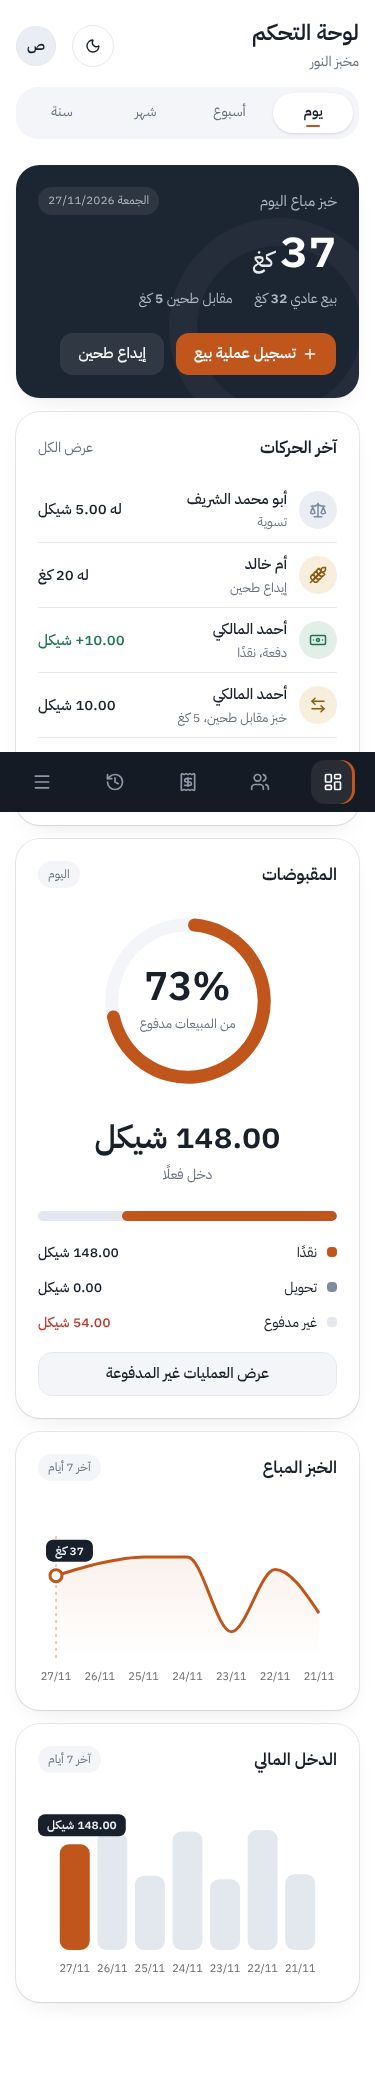 لوحة التحكم
مخبز النور
ص
يوم
أسبوع
شهر
سنة
خبز مباع اليوم
الجمعة 27/11/2026
37 كغ
بيع عادي 32 كغ
مقابل طحين 5 كغ
+ تسجيل عملية بيع
إيداع طحين
آخر الحركات
عرض الكل
أبو محمد الشريف
له 5.00 شيكل
تسوية
أم خالد
له 20 كغ
إيداع طحين
أحمد المالكي
+10.00 شيكل
دفعة، نقدًا
أحمد المالكي
10.00 شيكل
خبز مقابل طحين، 5 كغ
المقبوضات
اليوم
73%
من المبيعات مدفوع
148.00 شيكل
دخل فعلًا
نقدًا
148.00 شيكل
تحويل
0.00 شيكل
غير مدفوع
54.00 شيكل
عرض العمليات غير المدفوعة
الخبز المباع
آخر 7 أيام
37 كغ
21/11
22/11
23/11
24/11
25/11
26/11
27/11
الدخل المالي
آخر 7 أيام
148.00 شيكل
21/11
22/11
23/11
24/11
25/11
26/11
27/11